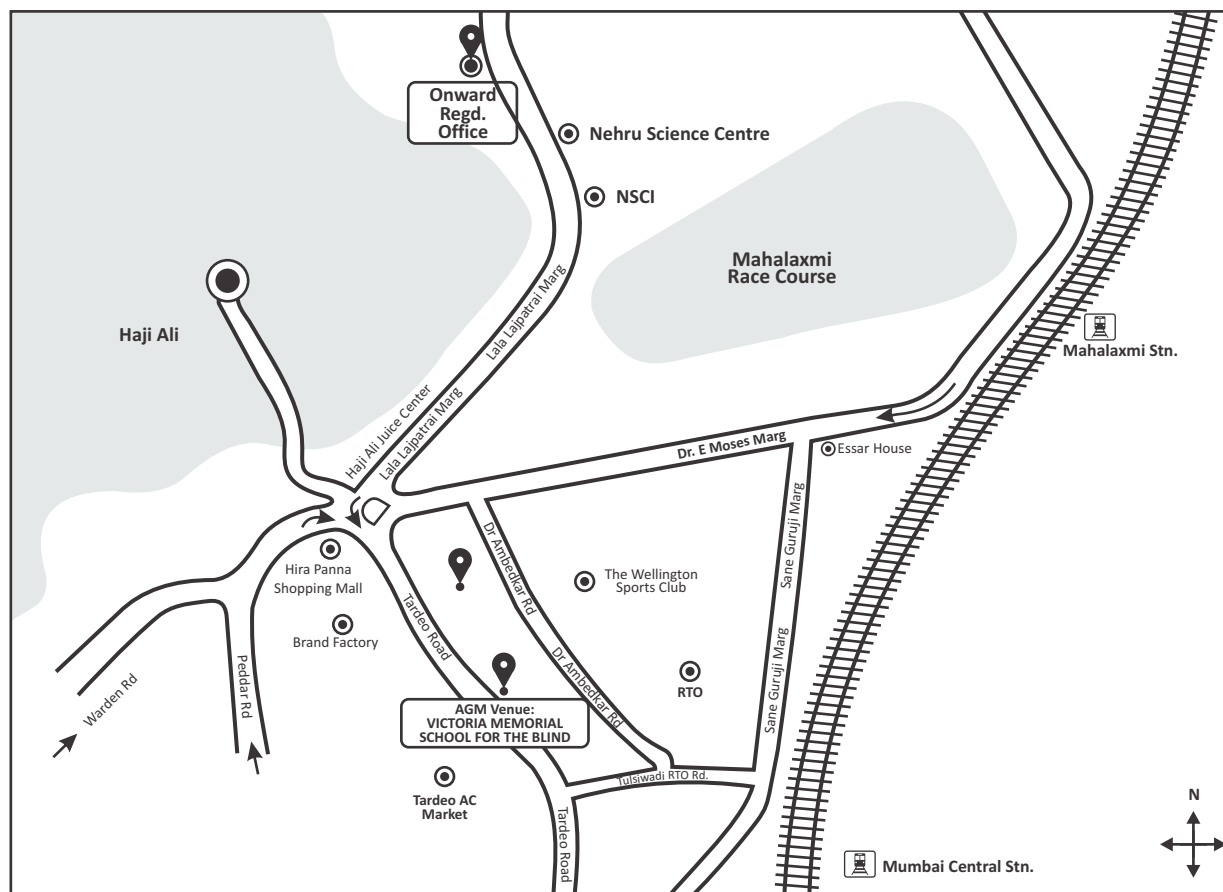 Onward
Regd.
Office
Nehru Science Centre
NSCI
Mahalaxmi
Race Course
Haji Ali
Mahalaxmi Stn.
Lala Lajpatrai Marg
Haji Ali Juice Center
Lala Lajpatrai Marg
Dr. E Moses Marg
Essar House
Sane Guruji Marg
Dr Ambedkar Rd
Hira Panna
Shopping Mall
The Wellington
Sports Club
Tardeo Road
Brand Factory
Peddar Rd
Warden Rd
Dr Ambedkar Rd
RTO
Sane Guruji Marg
AGM Venue:
VICTORIA MEMORIAL
SCHOOL FOR THE BLIND
Tulsiwadi RTO Rd.
Tardeo AC
Market
Tardeo Road
N
Mumbai Central Stn.